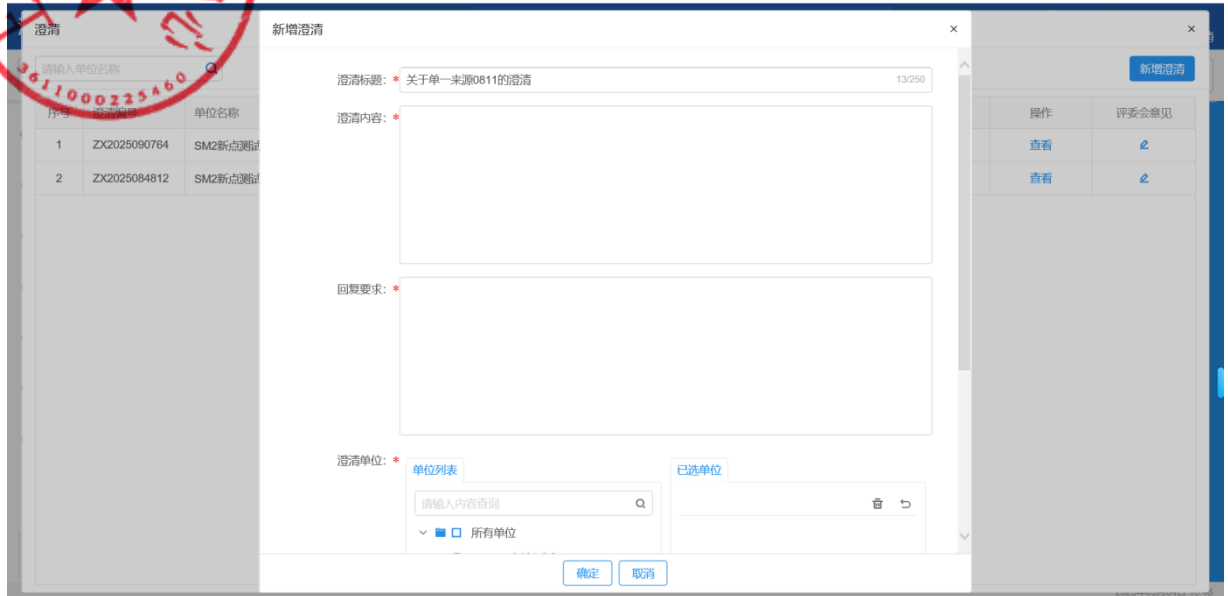 澄清
新增澄清
请输入单位名称
新增澄清
澄清标题: * 关于单一来源0811的澄清 13/250
3611000225460
序号 澄清编号 单位名称 操作 评委会意见
澄清内容: *
1 ZX2025090764 SM2新点测试 查看
2 ZX2025084812 SM2新点测试 查看
回复要求: *
澄清单位: * 单位列表 已选单位
请输入内容查询
所有单位
确定 取消